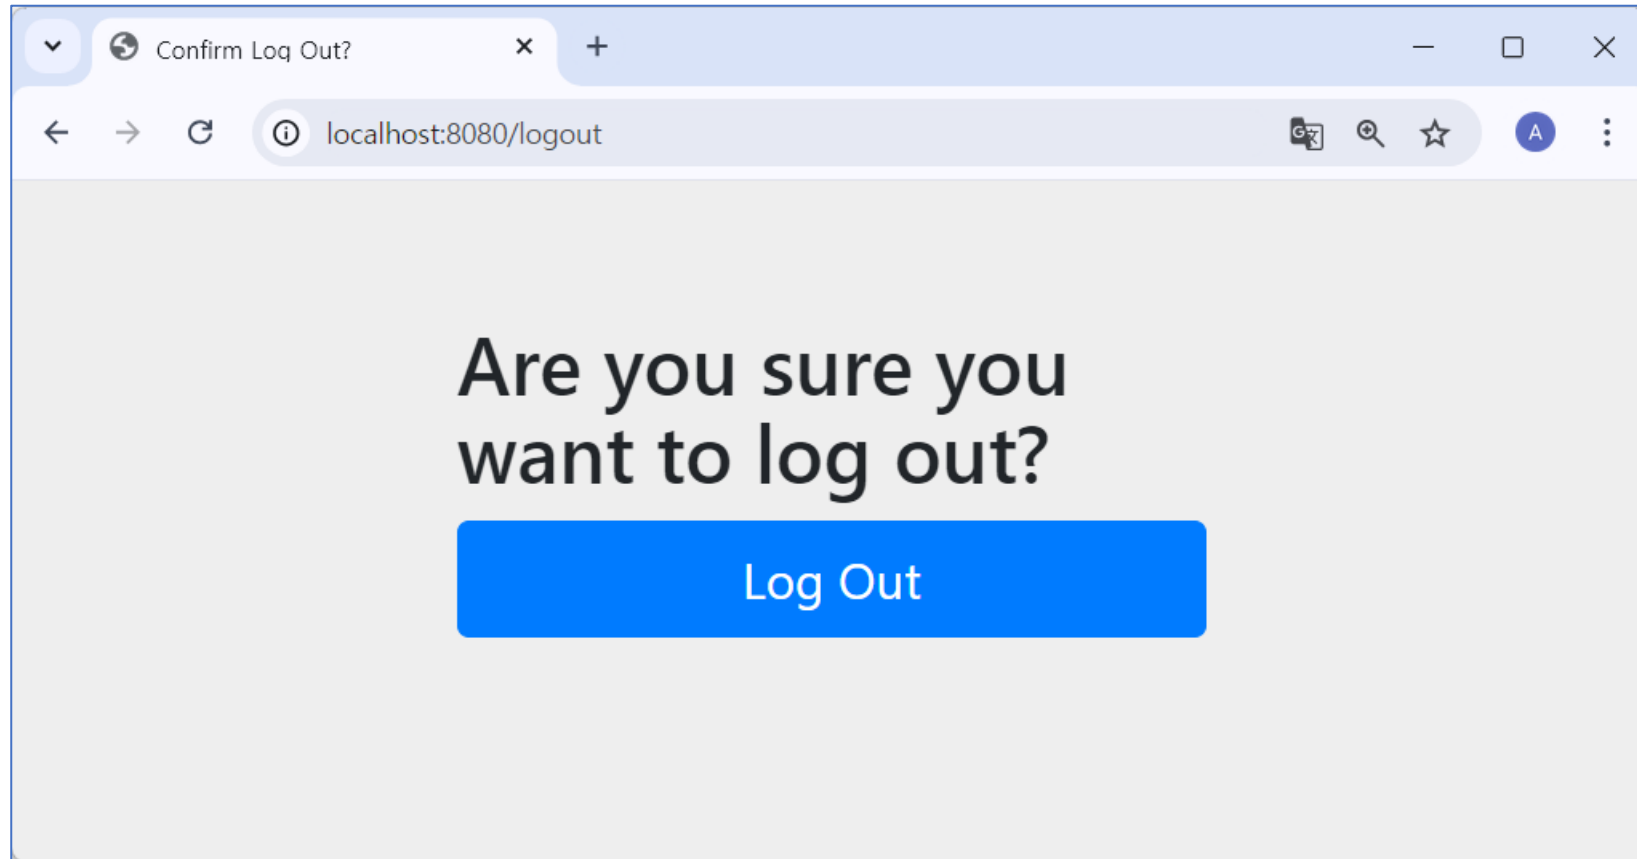 Confirm Log Out?
localhost:8080/logout
A
Are you sure you
want to log out?
Log Out